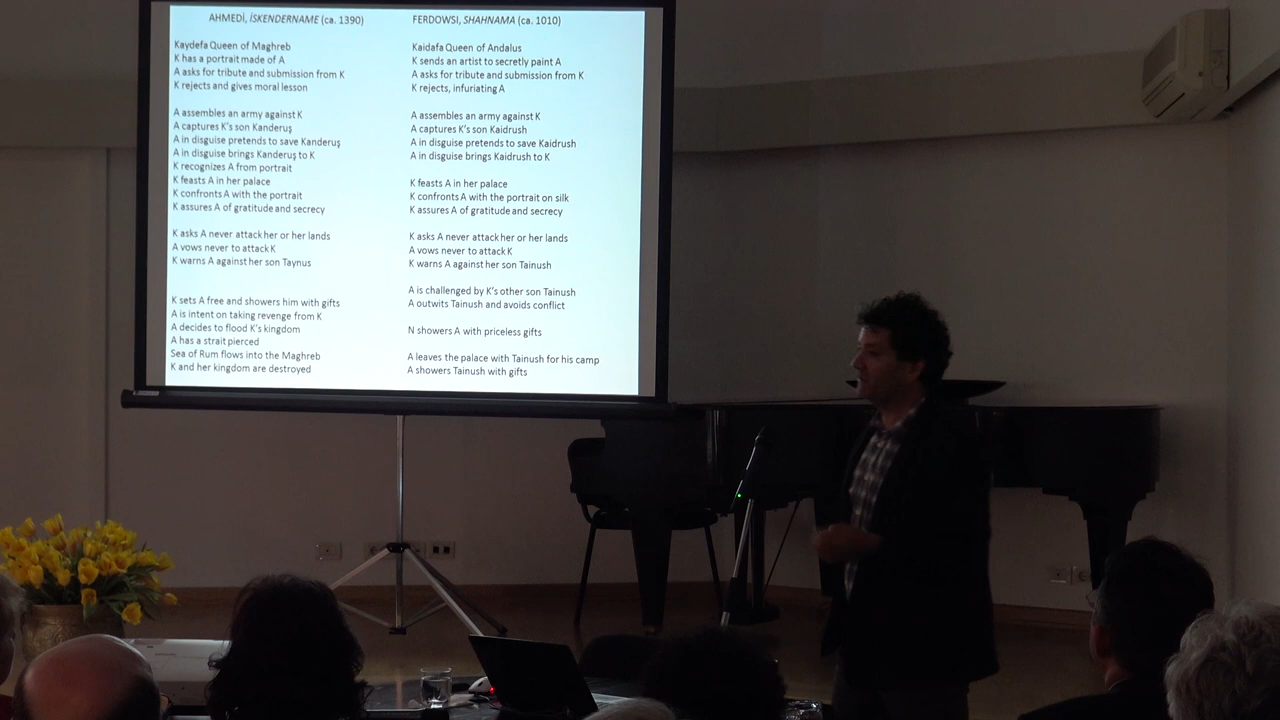 AHMEDİ, İSKENDERNAME (ca. 1390)
Kaydefa Queen of Maghreb
K has a portrait made of A
A asks for tribute and submission from K
K rejects and gives moral lesson
A assembles an army against K
A captures K's son Kanderuş
A in disguise pretends to save Kanderuş
A in disguise brings Kanderuş to K
K recognizes A from portrait
K feasts A in her palace
K confronts A with the portrait
K assures A of gratitude and secrecy
K asks A never attack her or her lands
A vows never to attack K
K warns A against her son Taynus
K sets A free and showers him with gifts
A is intent on taking revenge from K
A decides to flood K's kingdom
A has a strait pierced
Sea of Rum flows into the Maghreb
K and her kingdom are destroyed
FERDOWSI, SHAHNAMA (ca. 1010)
Kaidafa Queen of Andalus
K sends an artist to secretly paint A
A asks for tribute and submission from K
K rejects, infuriating A
A assembles an army against K
A captures K's son Kaidrush
A in disguise pretends to save Kaidrush
A in disguise brings Kaidrush to K
K feasts A in her palace
K confronts A with the portrait on silk
K assures A of gratitude and secrecy
K asks A never attack her or her lands
A vows never to attack K
K warns A against her son Tainush
A is challenged by K's other son Tainush
A outwits Tainush and avoids conflict
N showers A with priceless gifts
A leaves the palace with Tainush for his camp
A showers Tainush with gifts